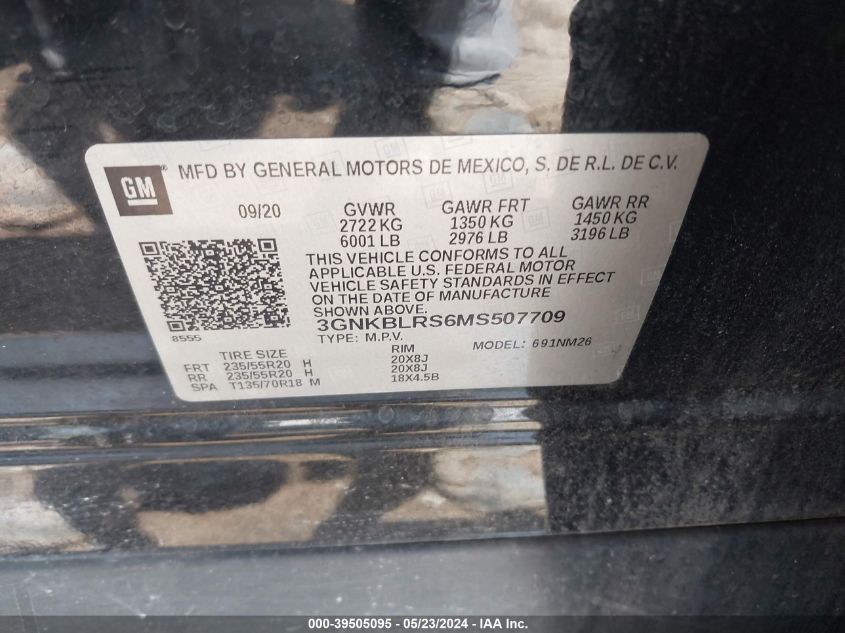 GM ® MFD BY GENERAL MOTORS DE MEXICO, S. DE R.L. DE C.V.
09/20 GVWR GAWR FRT GAWR RR
2722 KG 1350 KG 1450 KG
6001 LB 2976 LB 3196 LB
THIS VEHICLE CONFORMS TO ALL
APPLICABLE U.S. FEDERAL MOTOR
VEHICLE SAFETY STANDARDS IN EFFECT
ON THE DATE OF MANUFACTURE
SHOWN ABOVE.
3GNKBLRS6MS507709
8555 TYPE: M.P.V. MODEL: 691NM26
TIRE SIZE RIM
FRT 235/55R20 H 20X8J
RR 235/55R20 H 20X8J
SPA T135/70R18 M 18X4.5B
000-39505095 - 05/23/2024 - IAA Inc.